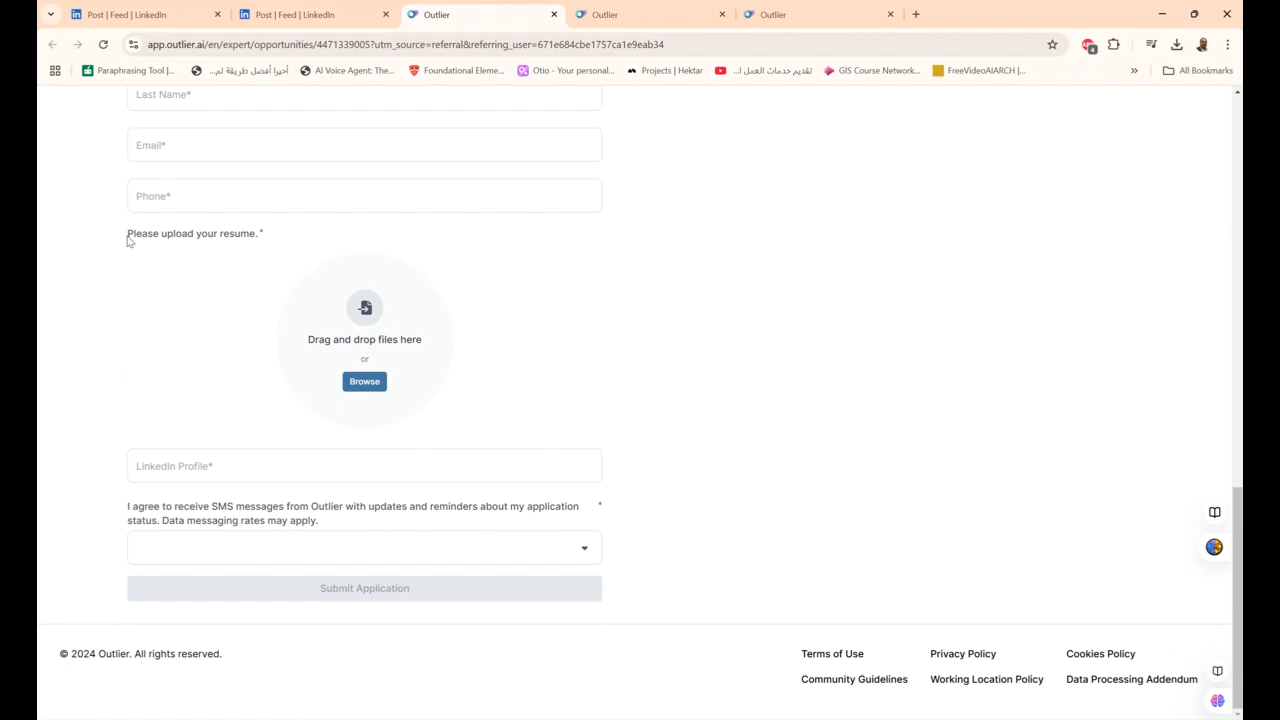 Post | Feed | LinkedIn
Post | Feed | LinkedIn
Outlier
Outlier
Outlier
app.outlier.ai/en/expert/opportunities/4471339005?utm_source=referral&referring_user=671e684cbe1757ca1e9eab34
4
Paraphrasing Tool |...
أخيرا أفضل طريقة لم...
AI Voice Agent: The...
Foundational Eleme...
Otio - Your personal...
Projects | Hektar
تقديم خدمات العمل ا...
GIS Course Network...
FreeVideoAIARCH |...
All Bookmarks
Last Name*
Email*
Phone*
Please upload your resume. *
Drag and drop files here
or
Browse
LinkedIn Profile*
I agree to receive SMS messages from Outlier with updates and reminders about my application *
status. Data messaging rates may apply.
Submit Application
© 2024 Outlier. All rights reserved.
Terms of Use
Privacy Policy
Cookies Policy
Community Guidelines
Working Location Policy
Data Processing Addendum